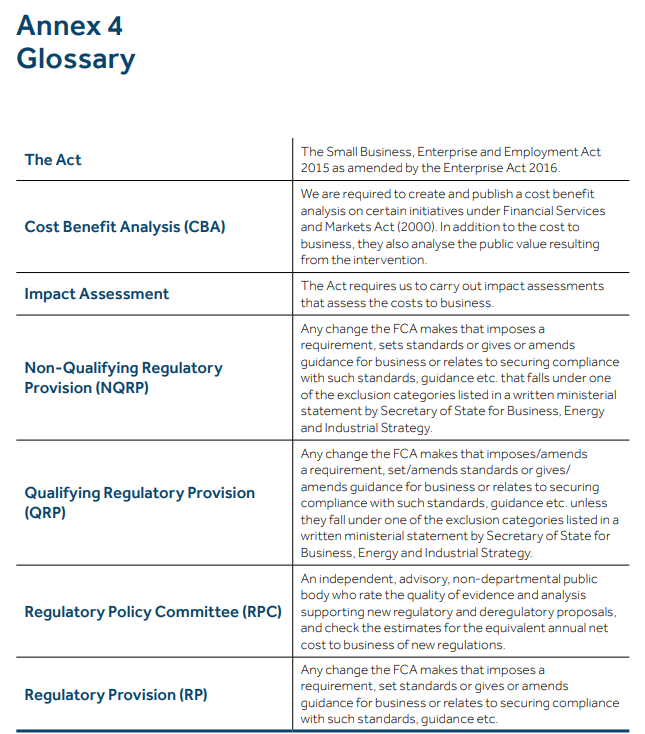 Annex 4
Glossary
The Act
The Small Business, Enterprise and Employment Act
2015 as amended by the Enterprise Act 2016.
Cost Benefit Analysis (CBA)
We are required to create and publish a cost benefit
analysis on certain initiatives under Financial Services
and Markets Act (2000). In addition to the cost to
business, they also analyse the public value resulting
from the intervention.
Impact Assessment
The Act requires us to carry out impact assessments
that assess the costs to business.
Non-Qualifying Regulatory
Provision (NQRP)
Any change the FCA makes that imposes a
requirement, sets standards or gives or amends
guidance for business or relates to securing compliance
with such standards, guidance etc. that falls under one
of the exclusion categories listed in a written ministerial
statement by Secretary of State for Business, Energy
and Industrial Strategy.
Qualifying Regulatory Provision
(QRP)
Any change the FCA makes that imposes/amends
a requirement, set/amends standards or gives/
amends guidance for business or relates to securing
compliance with such standards, guidance etc. unless
they fall under one of the exclusion categories listed in a
written ministerial statement by Secretary of State for
Business, Energy and Industrial Strategy.
Regulatory Policy Committee (RPC)
An independent, advisory, non-departmental public
body who rate the quality of evidence and analysis
supporting new regulatory and deregulatory proposals,
and check the estimates for the equivalent annual net
cost to business of new regulations.
Regulatory Provision (RP)
Any change the FCA makes that imposes a
requirement, set standards or gives or amends
guidance for business or relates to securing compliance
with such standards, guidance etc.